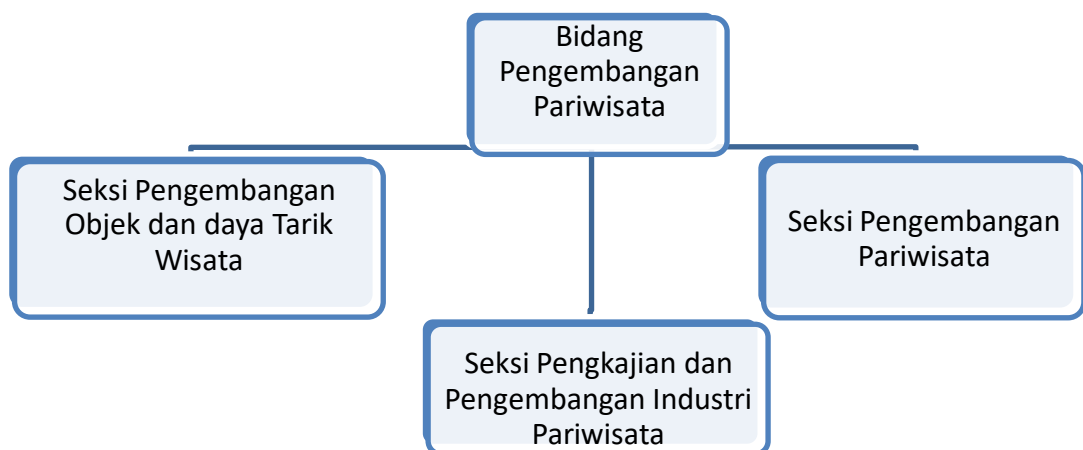 Bidang
Pengembangan
Pariwisata
Seksi Pengembangan
Objek dan daya Tarik
Wisata
Seksi Pengembangan
Pariwisata
Seksi Pengkajian dan
Pengembangan Industri
Pariwisata